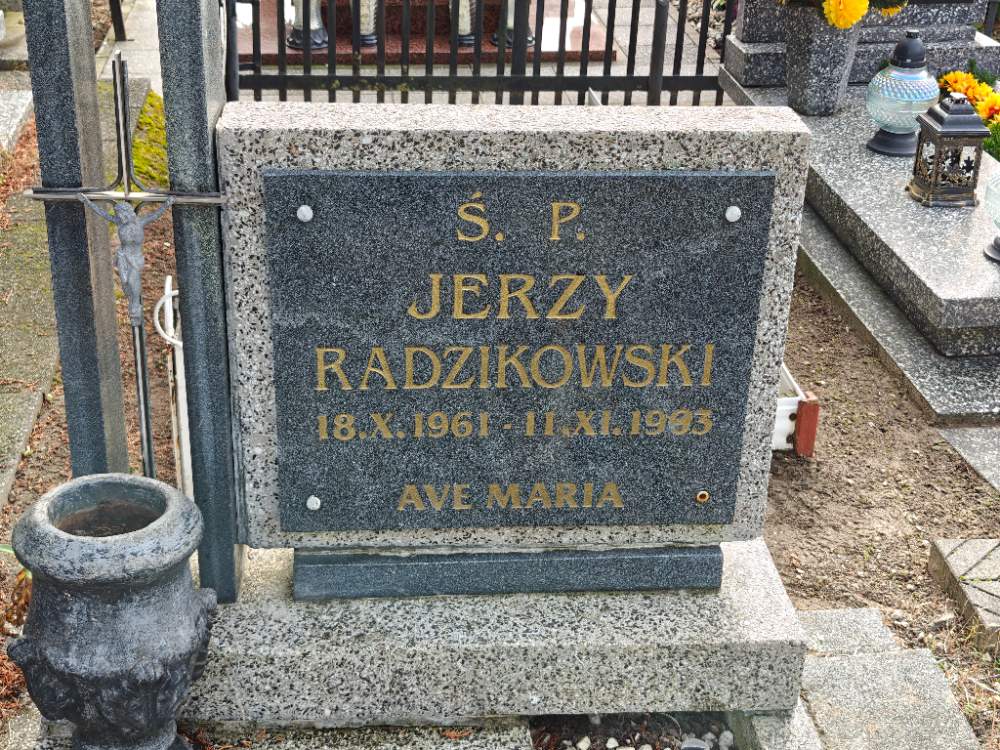 Ś. P.
JERZY
RADZIKOWSKI
18.X.1961 - 11.XI.1993
AVE MARIA